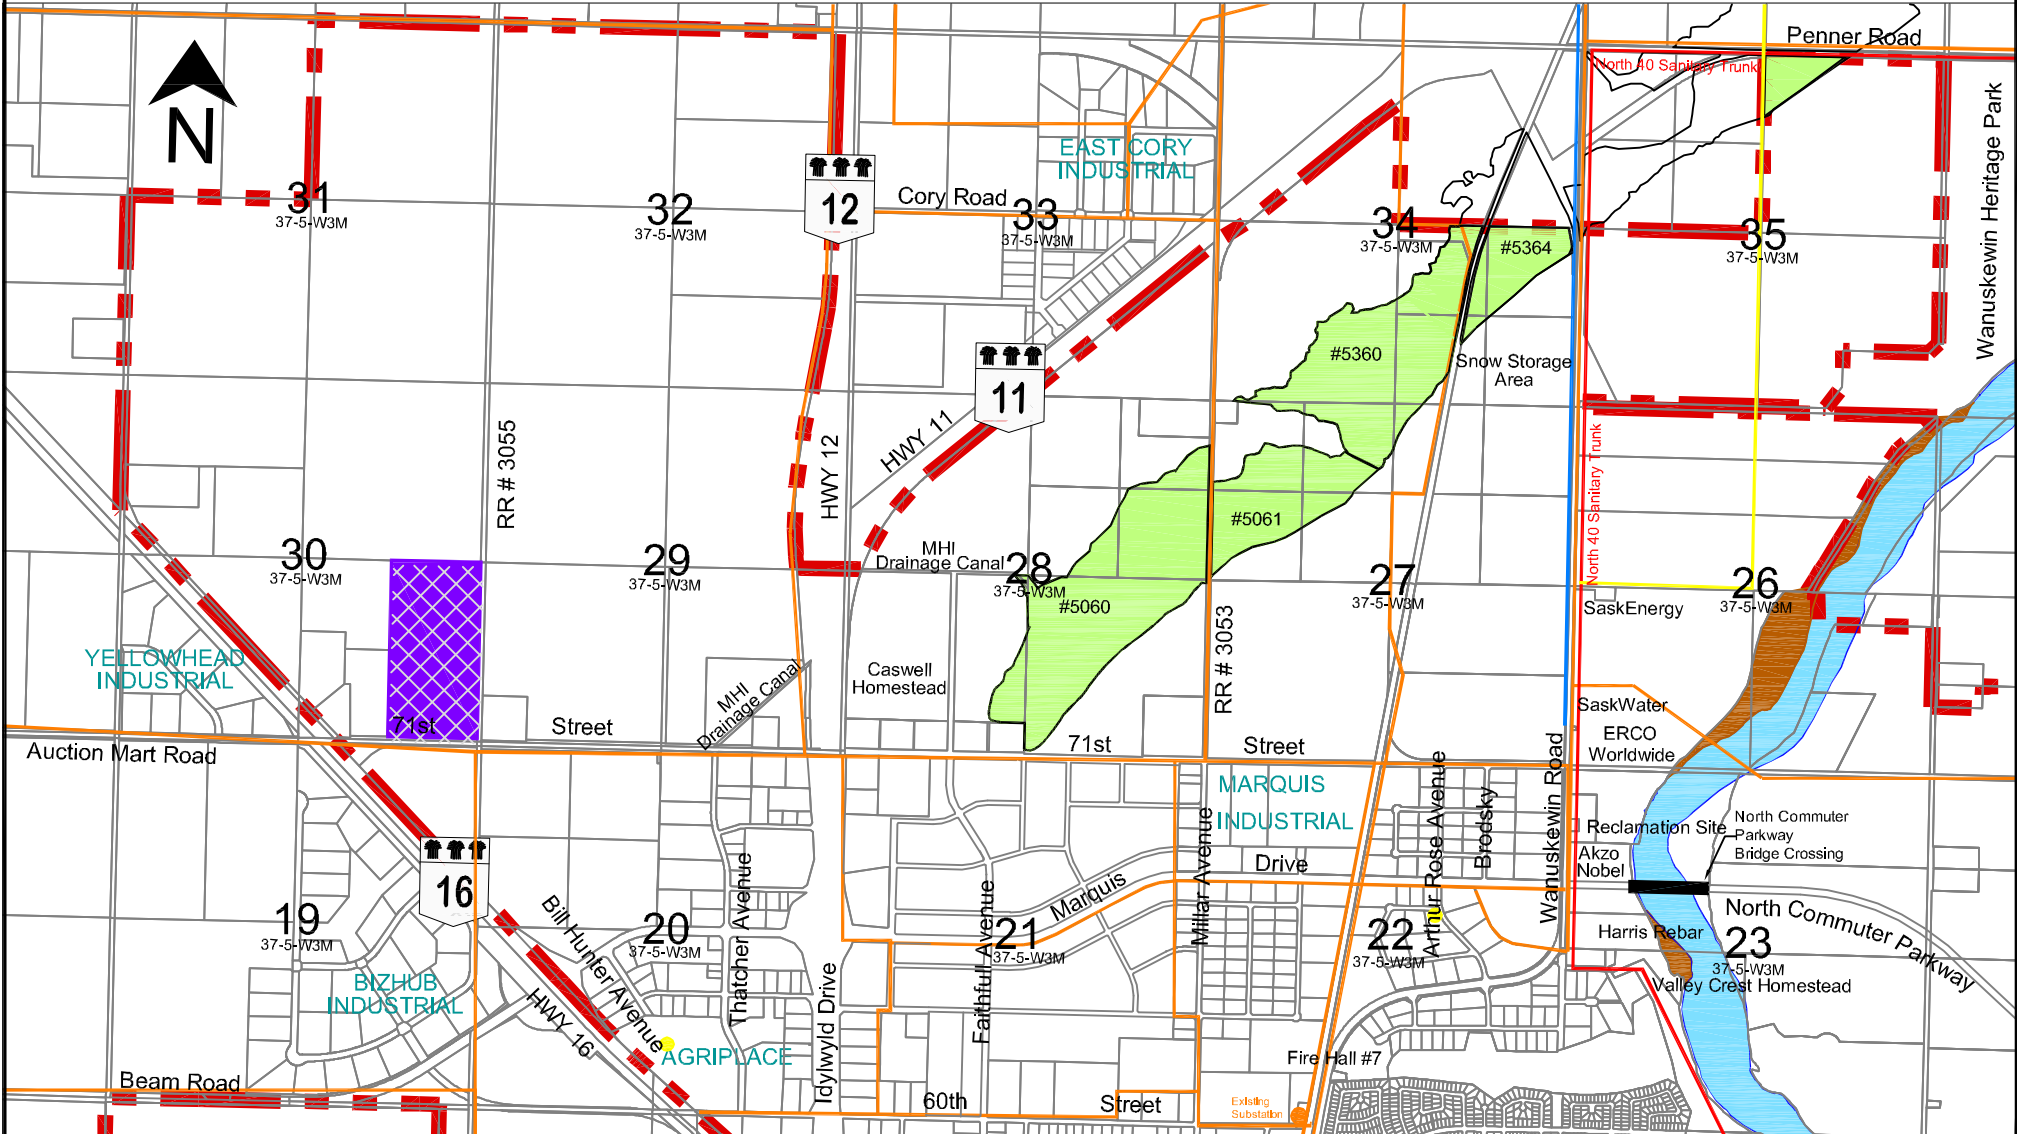 Penner Road
North 40 Sanitary Trunk
N
Wanuskewin Heritage Park
EAST CORY
INDUSTRIAL
31
37-5-W3M
32
37-5-W3M
12
Cory Road
33
37-5-W3M
34
37-5-W3M
#5364
35
37-5-W3M
#5360
Snow Storage
Area
11
HWY 11
HWY 12
RR # 3055
North 40 Sanitary Trunk
#5061
30
37-5-W3M
29
37-5-W3M
MHI
Drainage Canal
28
37-5-W3M
#5060
27
37-5-W3M
26
37-5-W3M
SaskEnergy
RR # 3053
YELLOWHEAD
INDUSTRIAL
Caswell
Homestead
MHI
Drainage Canal
SaskWater
ERCO
Worldwide
71st
Street
71st
Street
Auction Mart Road
MARQUIS
INDUSTRIAL
Wanuskewin Road
Arthur Rose Avenue
Brodsky
Millar Avenue
Reclamation Site
North Commuter
Parkway
Bridge Crossing
Akzo
Nobel
Marquis
Drive
16
19
37-5-W3M
Bill Hunter Avenue
20
37-5-W3M
Thatcher Avenue
Faithfull Avenue
21
37-5-W3M
22
37-5-W3M
Harris Rebar
23
37-5-W3M
North Commuter Parkway
Valley Crest Homestead
BIZHUB
INDUSTRIAL
HWY 16
Idylwyld Drive
AGRIPLACE
Fire Hall #7
Beam Road
60th
Street
Existing
Substation